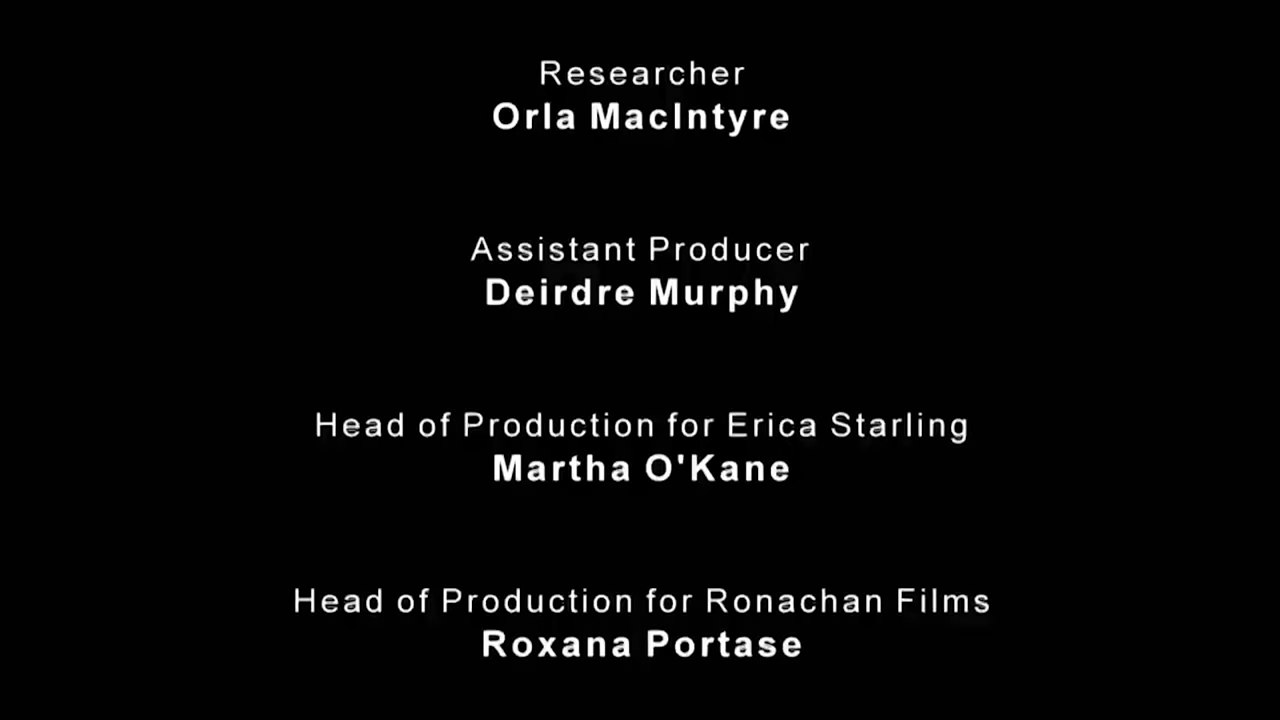 Researcher
Orla MacIntyre
Assistant Producer
Deirdre Murphy
Head of Production for Erica Starling
Martha O'Kane
Head of Production for Ronachan Films
Roxana Portase